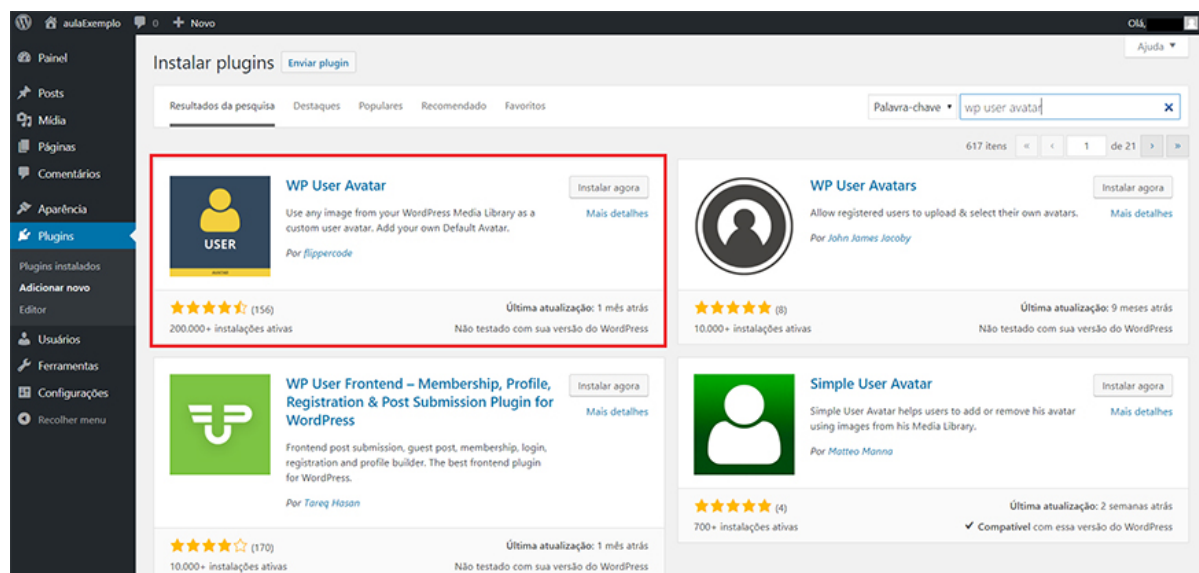 aulaExemplo 0 + Novo
Olá,
Ajuda ▼
Painel
Posts
Mídia
Páginas
Comentários
Aparência
Plugins
Plugins instalados
Adicionar novo
Editor
Usuários
Ferramentas
Configurações
Recolher menu
Instalar plugins Enviar plugin
Resultados da pesquisa Destaques Populares Recomendado Favoritos
Palavra-chave ▾ wp user avatar ×
617 itens « ‹ 1 de 21 › »
WP User Avatar
Instalar agora
Mais detalhes
Use any image from your WordPress Media Library as a
custom user avatar. Add your own Default Avatar.
Por flippercode
USER
AVATAR
(156)
Última atualização: 1 mês atrás
200.000+ instalações ativas
Não testado com sua versão do WordPress
WP User Avatars
Instalar agora
Mais detalhes
Allow registered users to upload & select their own avatars.
Por John James Jacoby
(8)
Última atualização: 9 meses atrás
10.000+ instalações ativas
Não testado com sua versão do WordPress
WP User Frontend – Membership, Profile,
Registration & Post Submission Plugin for
WordPress
Instalar agora
Mais detalhes
Frontend post submission, guest post, membership, login,
registration and profile builder. The best frontend plugin
for WordPress.
Por Tareq Hasan
(170)
Última atualização: 1 mês atrás
10.000+ instalações ativas
Não testado com sua versão do WordPress
Simple User Avatar
Instalar agora
Mais detalhes
Simple User Avatar helps users to add or remove his avatar
using images from his Media Library.
Por Matteo Manna
(4)
Última atualização: 2 semanas atrás
700+ instalações ativas
✔ Compatível com essa versão do WordPress